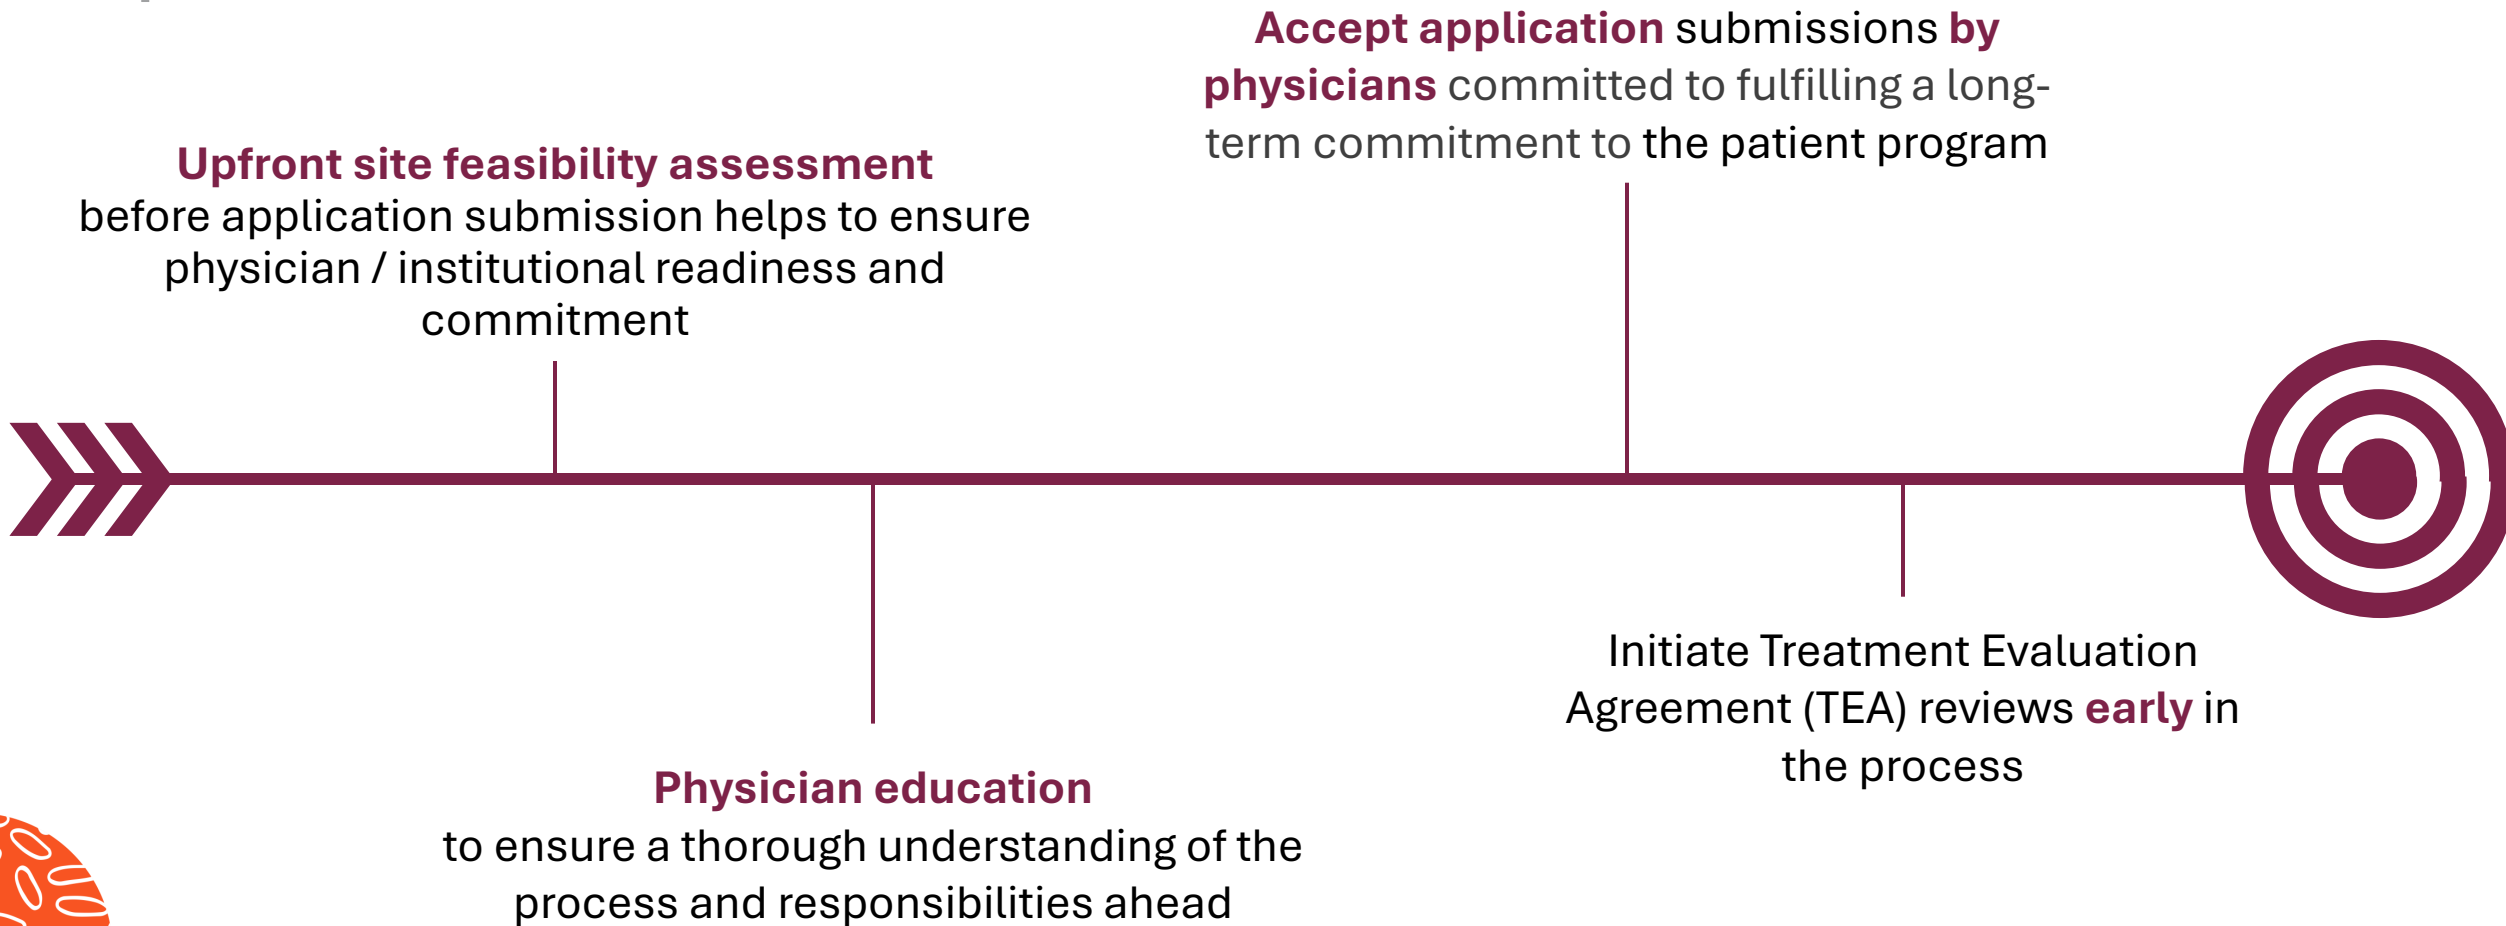 Upfront site feasibility assessment
before application submission helps to ensure
physician / institutional readiness and
commitment
Physician education
to ensure a thorough understanding of the
process and responsibilities ahead
Accept application submissions by
physicians committed to fulfilling a long-
term commitment to the patient program
Initiate Treatment Evaluation
Agreement (TEA) reviews early in
the process